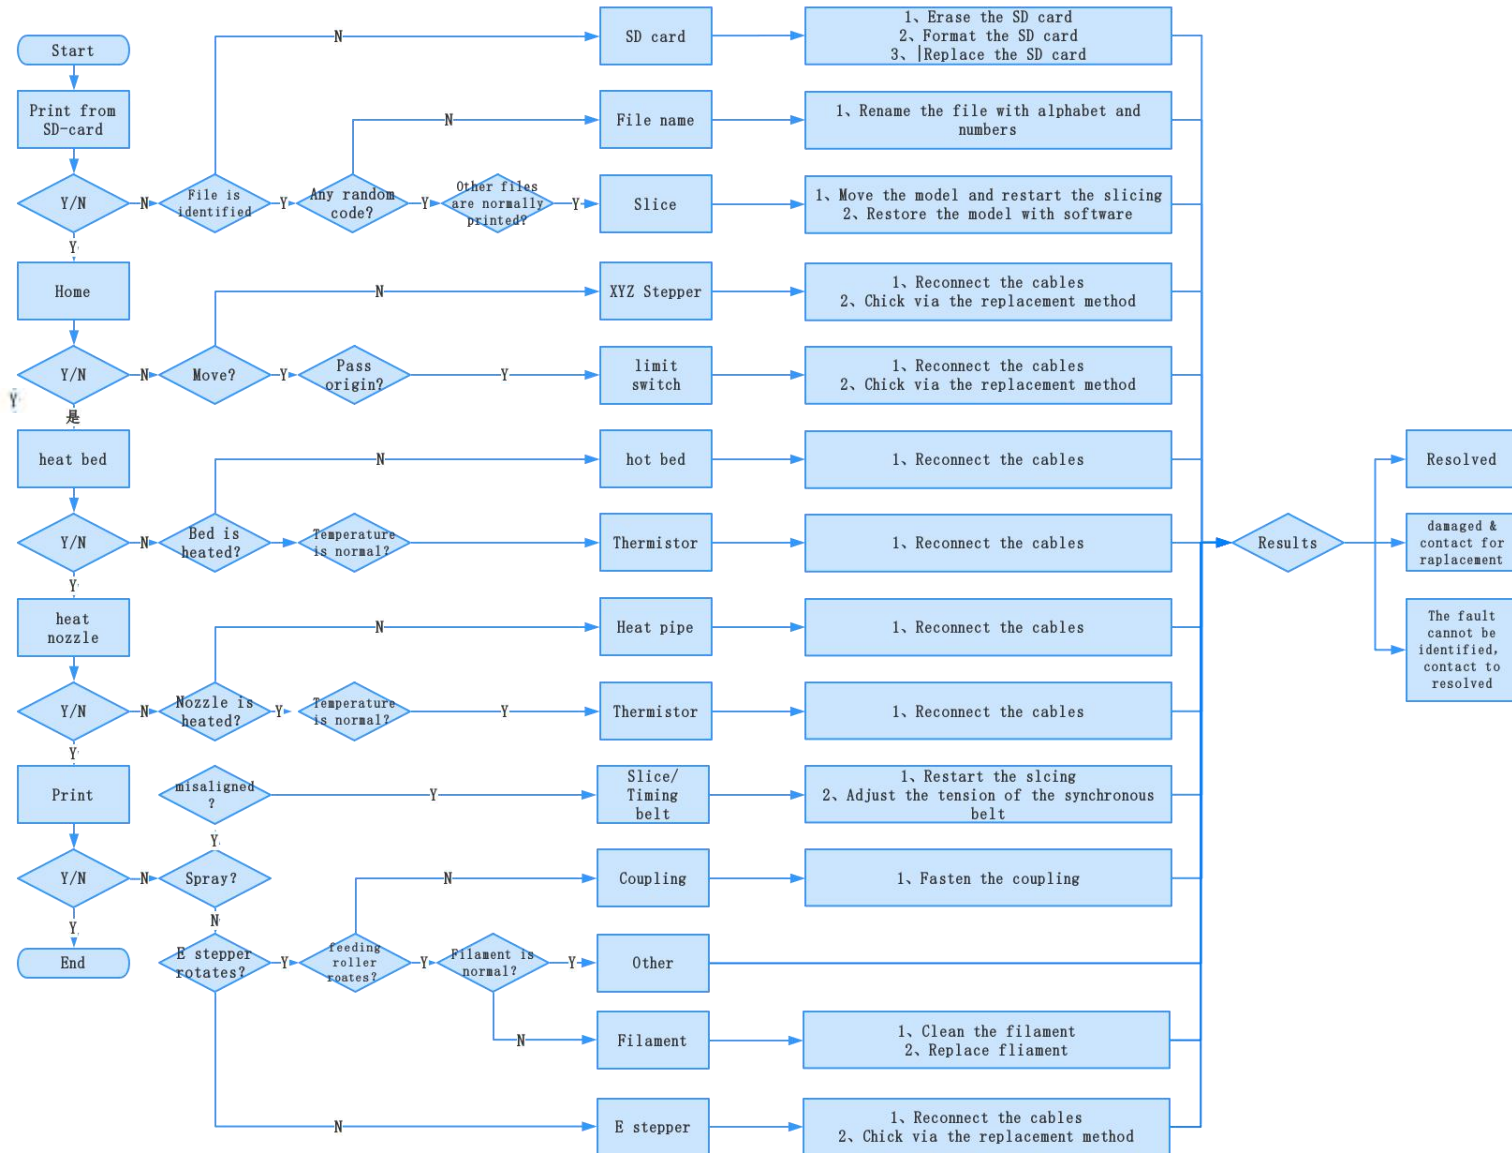 Start
Print from
SD-card
Y/N
N
File is
identified
N
SD card
1、Erase the SD card
2、Format the SD card
3、|Replace the SD card
Y
Any random
code?
N
File name
1、Rename the file with alphabet and
numbers
Y
Other files
are normally
printed?
Y
Slice
1、Move the model and restart the slicing
2、Restore the model with software
Y
Home
Y/N
N
Move?
N
XYZ Stepper
1、Reconnect the cables
2、Chick via the replacement method
Y
Pass
origin?
Y
limit
switch
1、Reconnect the cables
2、Chick via the replacement method
Y
是
heat bed
Y/N
N
Bed is
heated?
N
hot bed
1、Reconnect the cables
Temperature
is normal?
Thermistor
1、Reconnect the cables
Y
heat
nozzle
Y/N
N
Nozzle is
heated?
N
Heat pipe
1、Reconnect the cables
Y
Temperature
is normal?
Y
Thermistor
1、Reconnect the cables
Y
Print
Y/N
N
Spray?
Y
misaligned
?
Y
Slice/
Timing
belt
1、Restart the slcing
2、Adjust the tension of the synchronous
belt
N
E stepper
rotates?
Y
feeding
roller
roates?
N
Coupling
1、Fasten the coupling
Y
Filament is
normal?
Y
Other
N
Filament
1、Clean the filament
2、Replace fliament
N
E stepper
1、Reconnect the cables
2、Chick via the replacement method
Y
End
Results
Resolved
damaged &
contact for
raplacement
The fault
cannot be
identified,
contact to
resolved